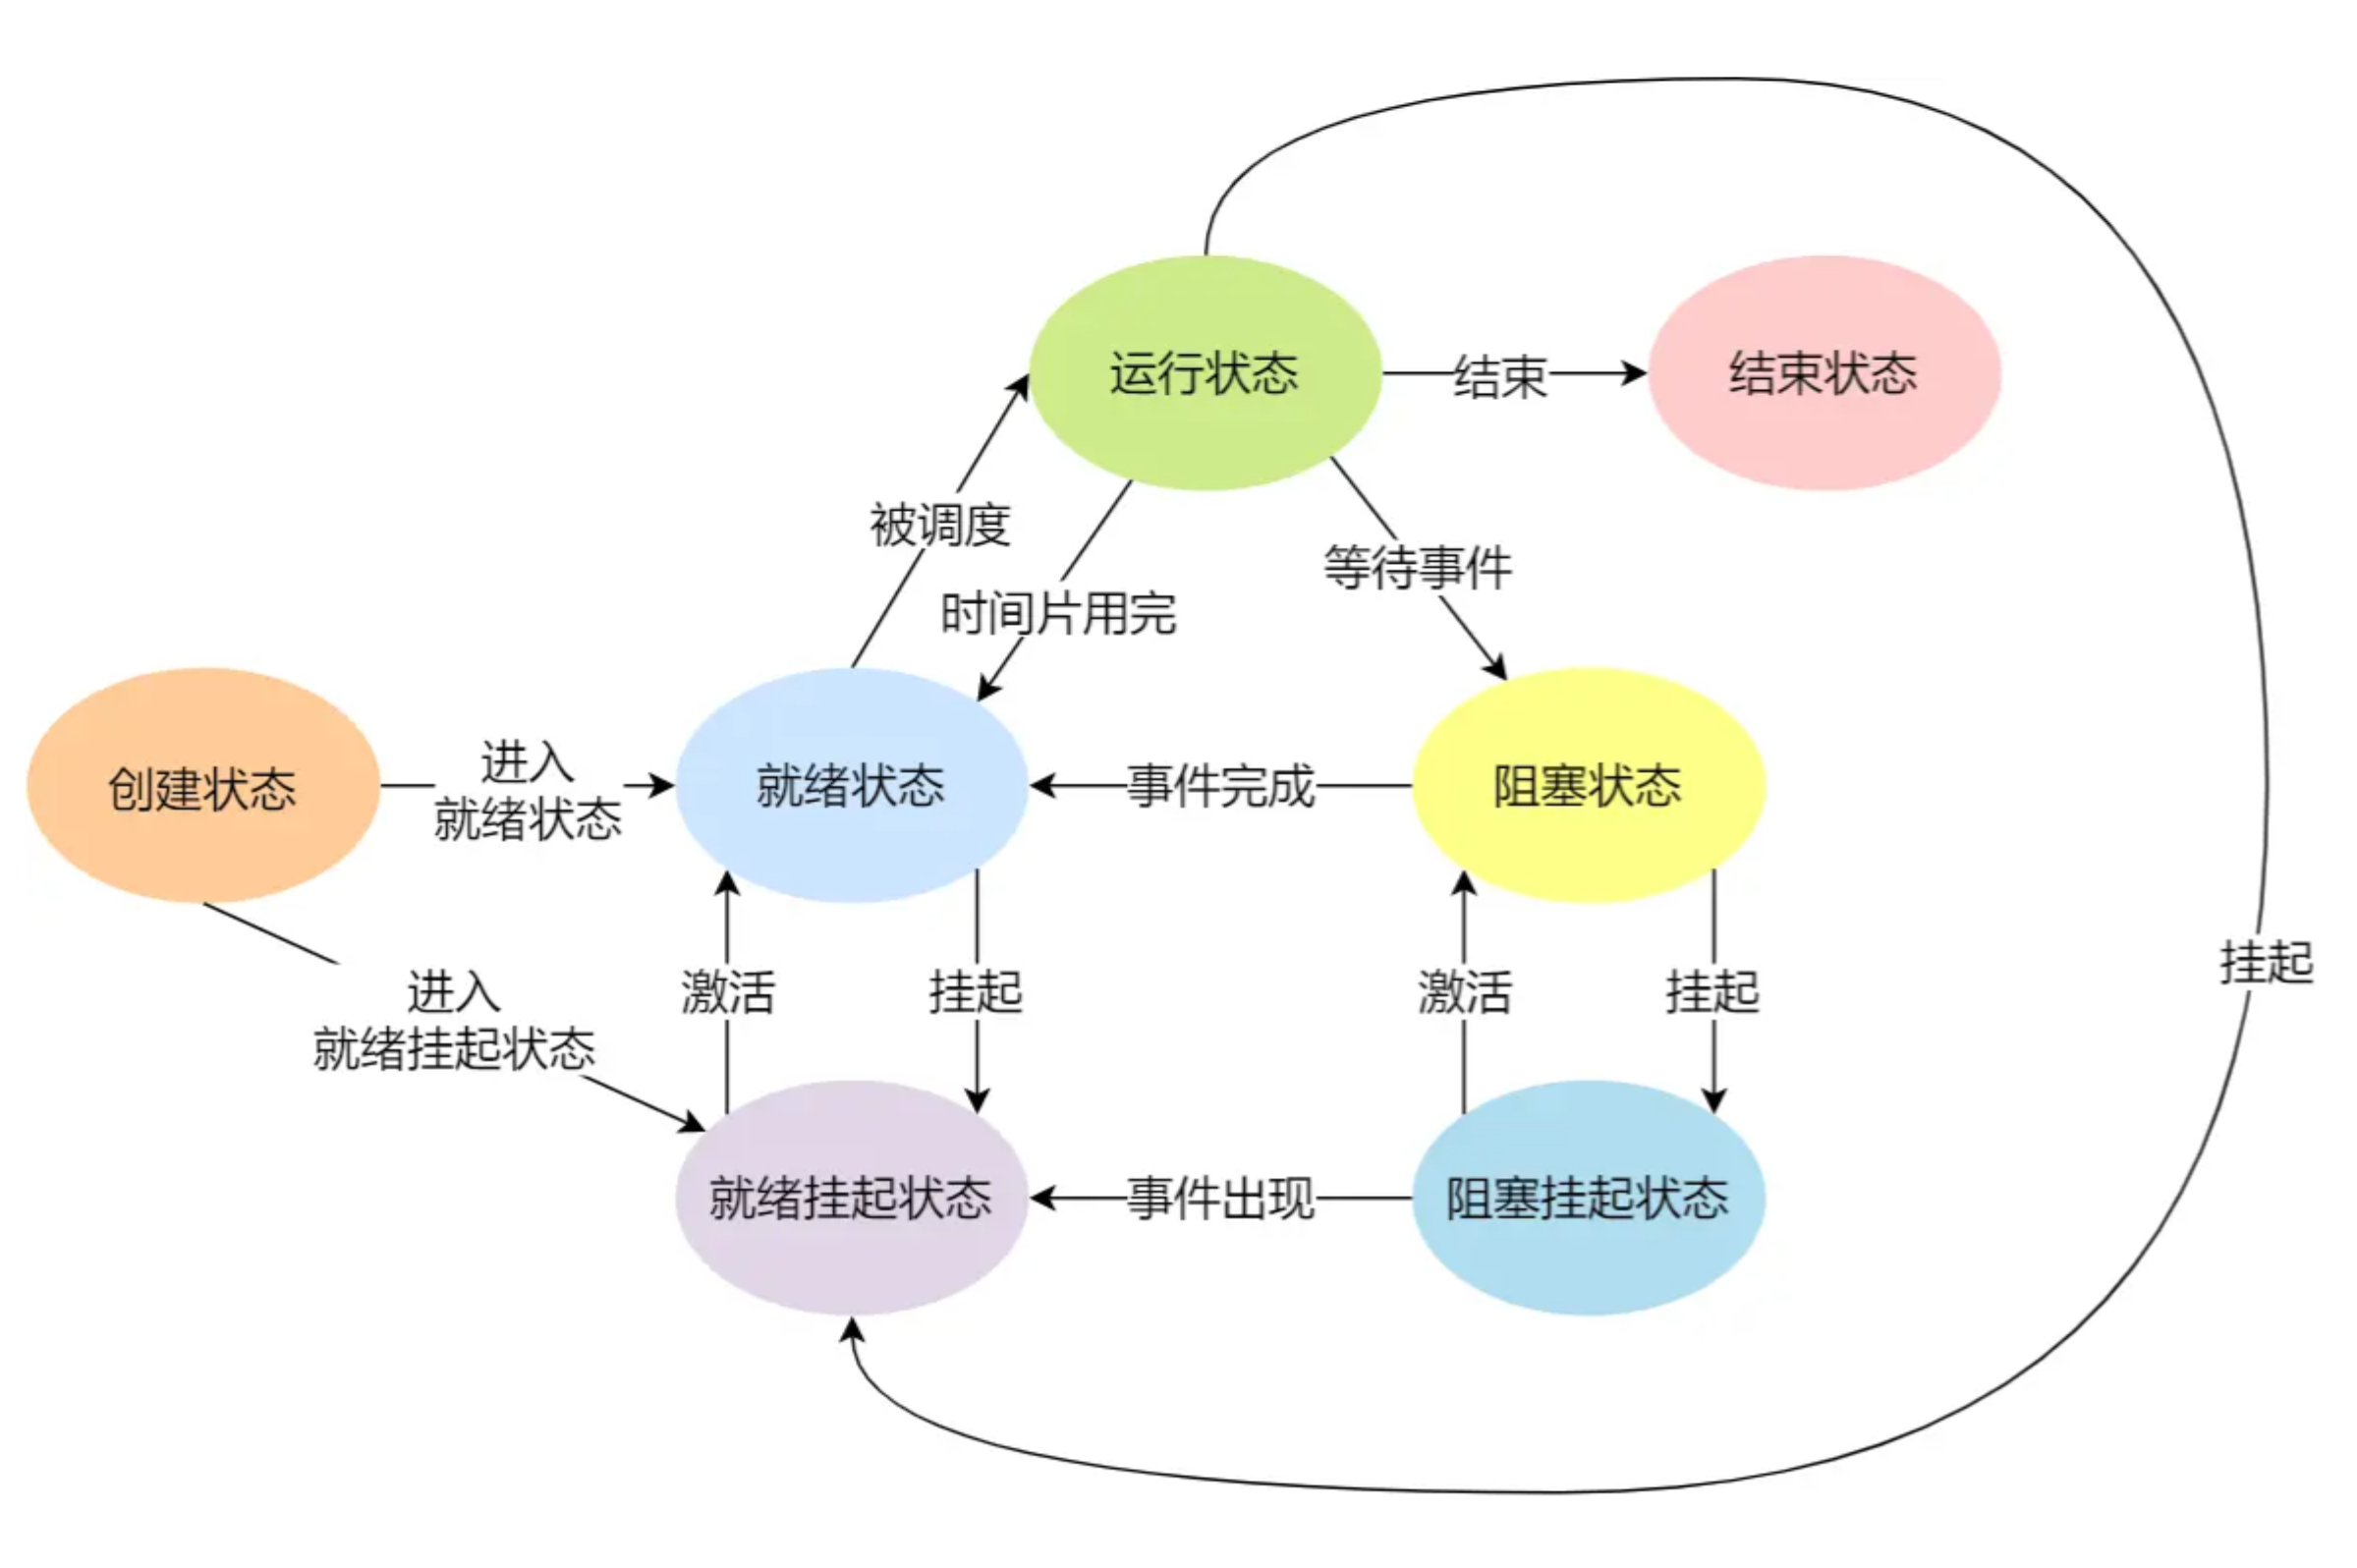 运行状态
结束
结束状态
被调度
等待事件
时间片用完
创建状态
进入
就绪状态
就绪状态
事件完成
阻塞状态
进入
就绪挂起状态
激活
挂起
激活
挂起
挂起
就绪挂起状态
事件出现
阻塞挂起状态